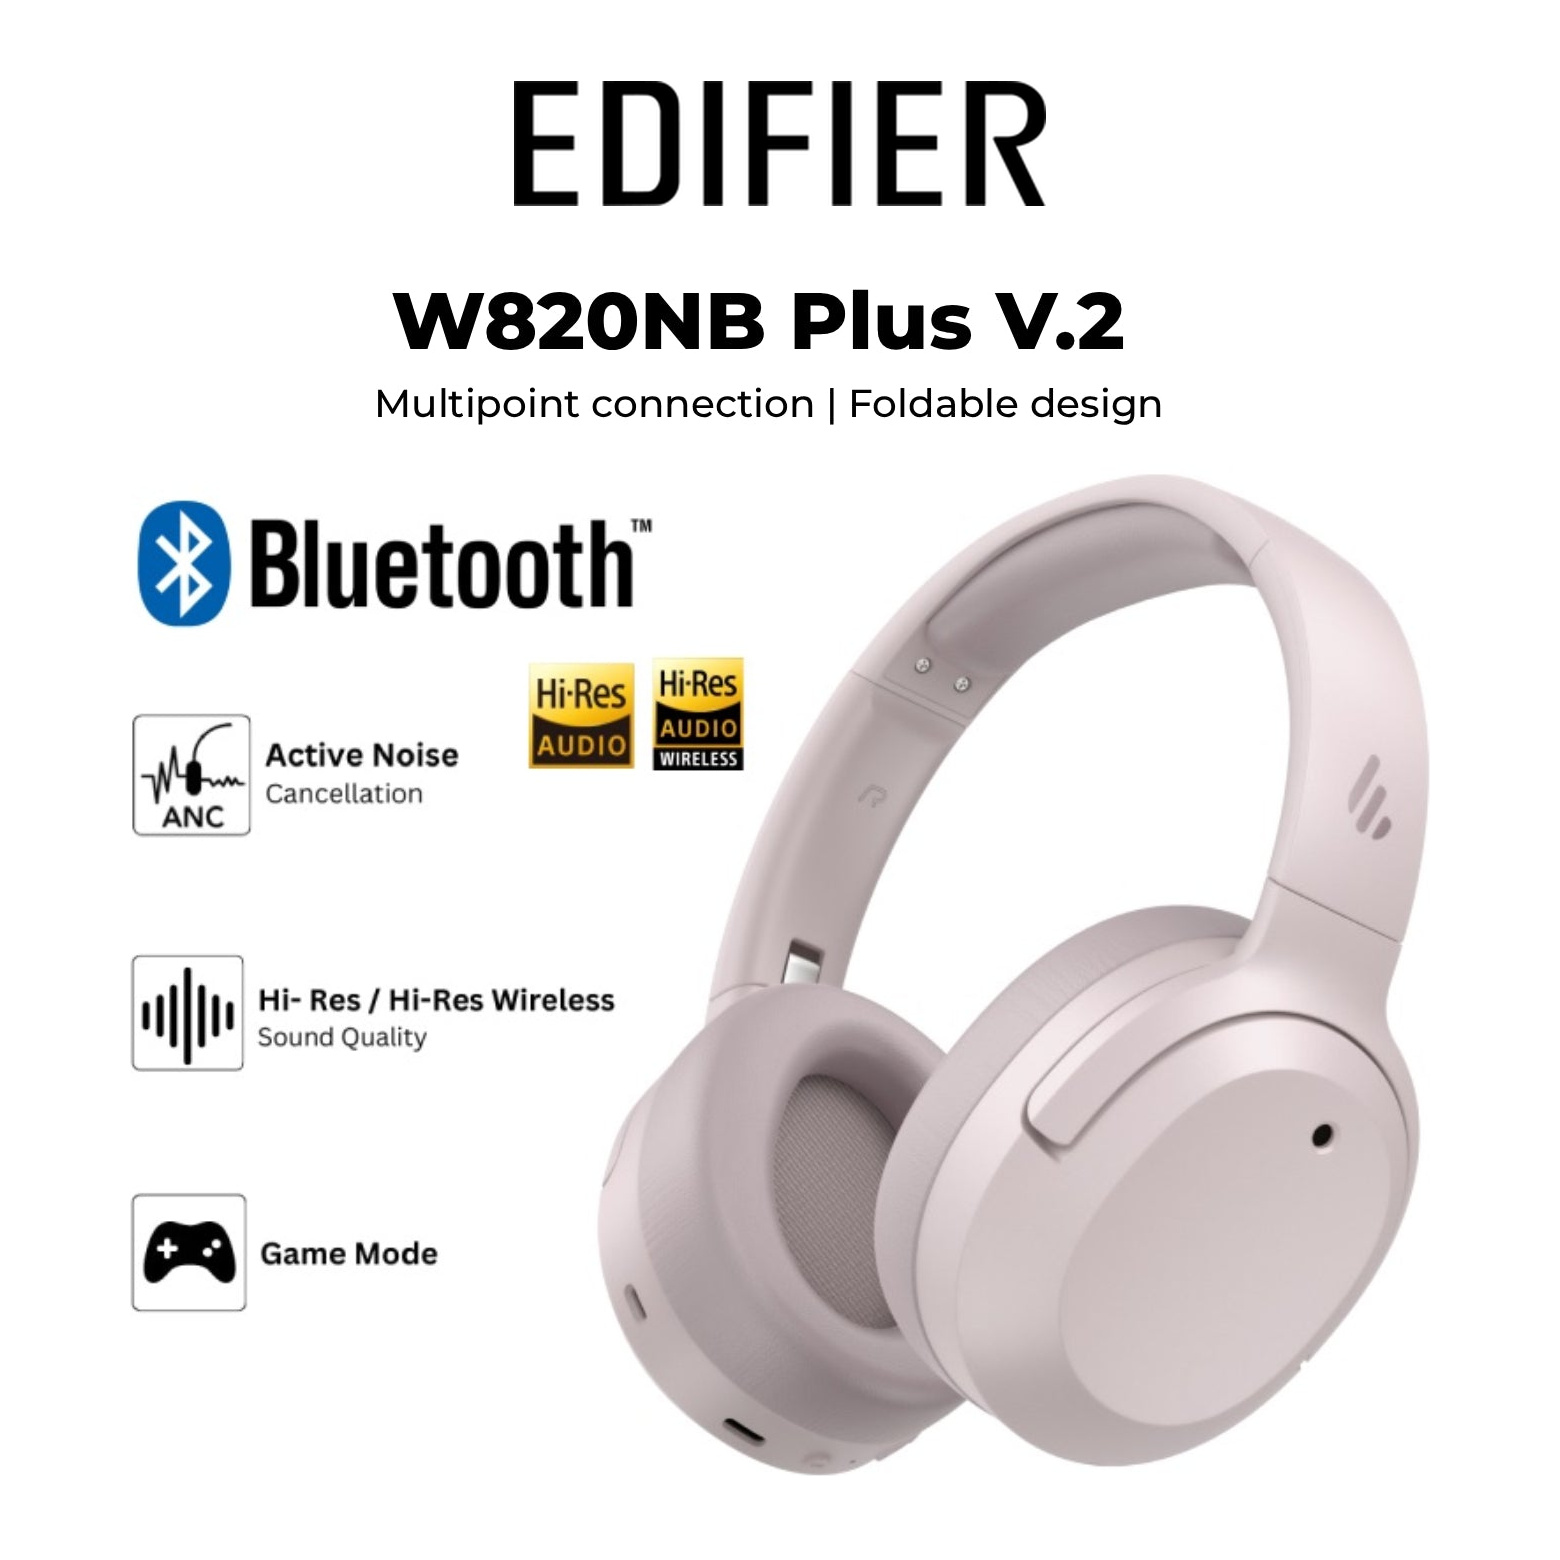 EDIFIER
W820NB Plus V.2
Multipoint connection | Foldable design
Bluetooth™
Hi-Res
AUDIO
Hi-Res
AUDIO
WIRELESS
ANC
Active Noise
Cancellation
R
Hi- Res / Hi-Res Wireless
Sound Quality
Game Mode